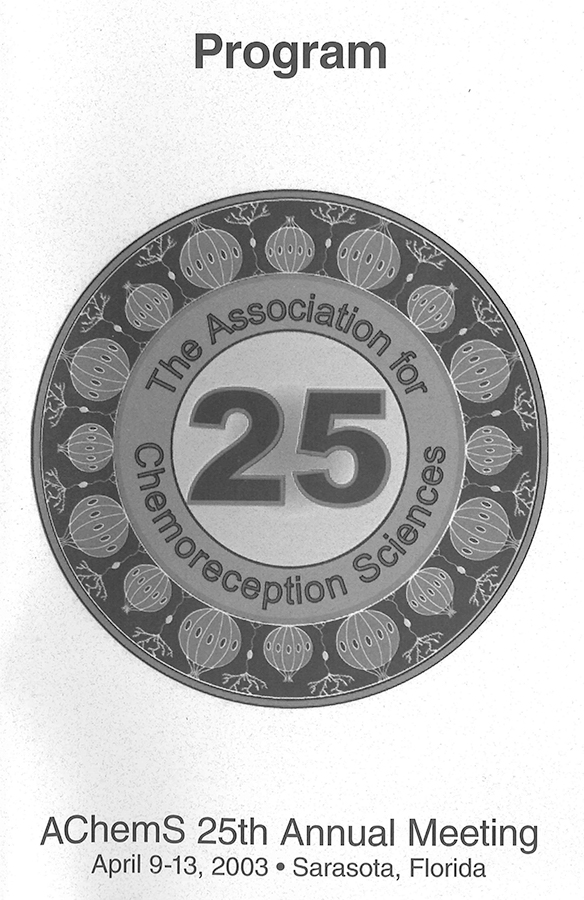 Program
The Association for
25
Chemoreception Sciences
AChemS 25th Annual Meeting
April 9-13, 2003 • Sarasota, Florida